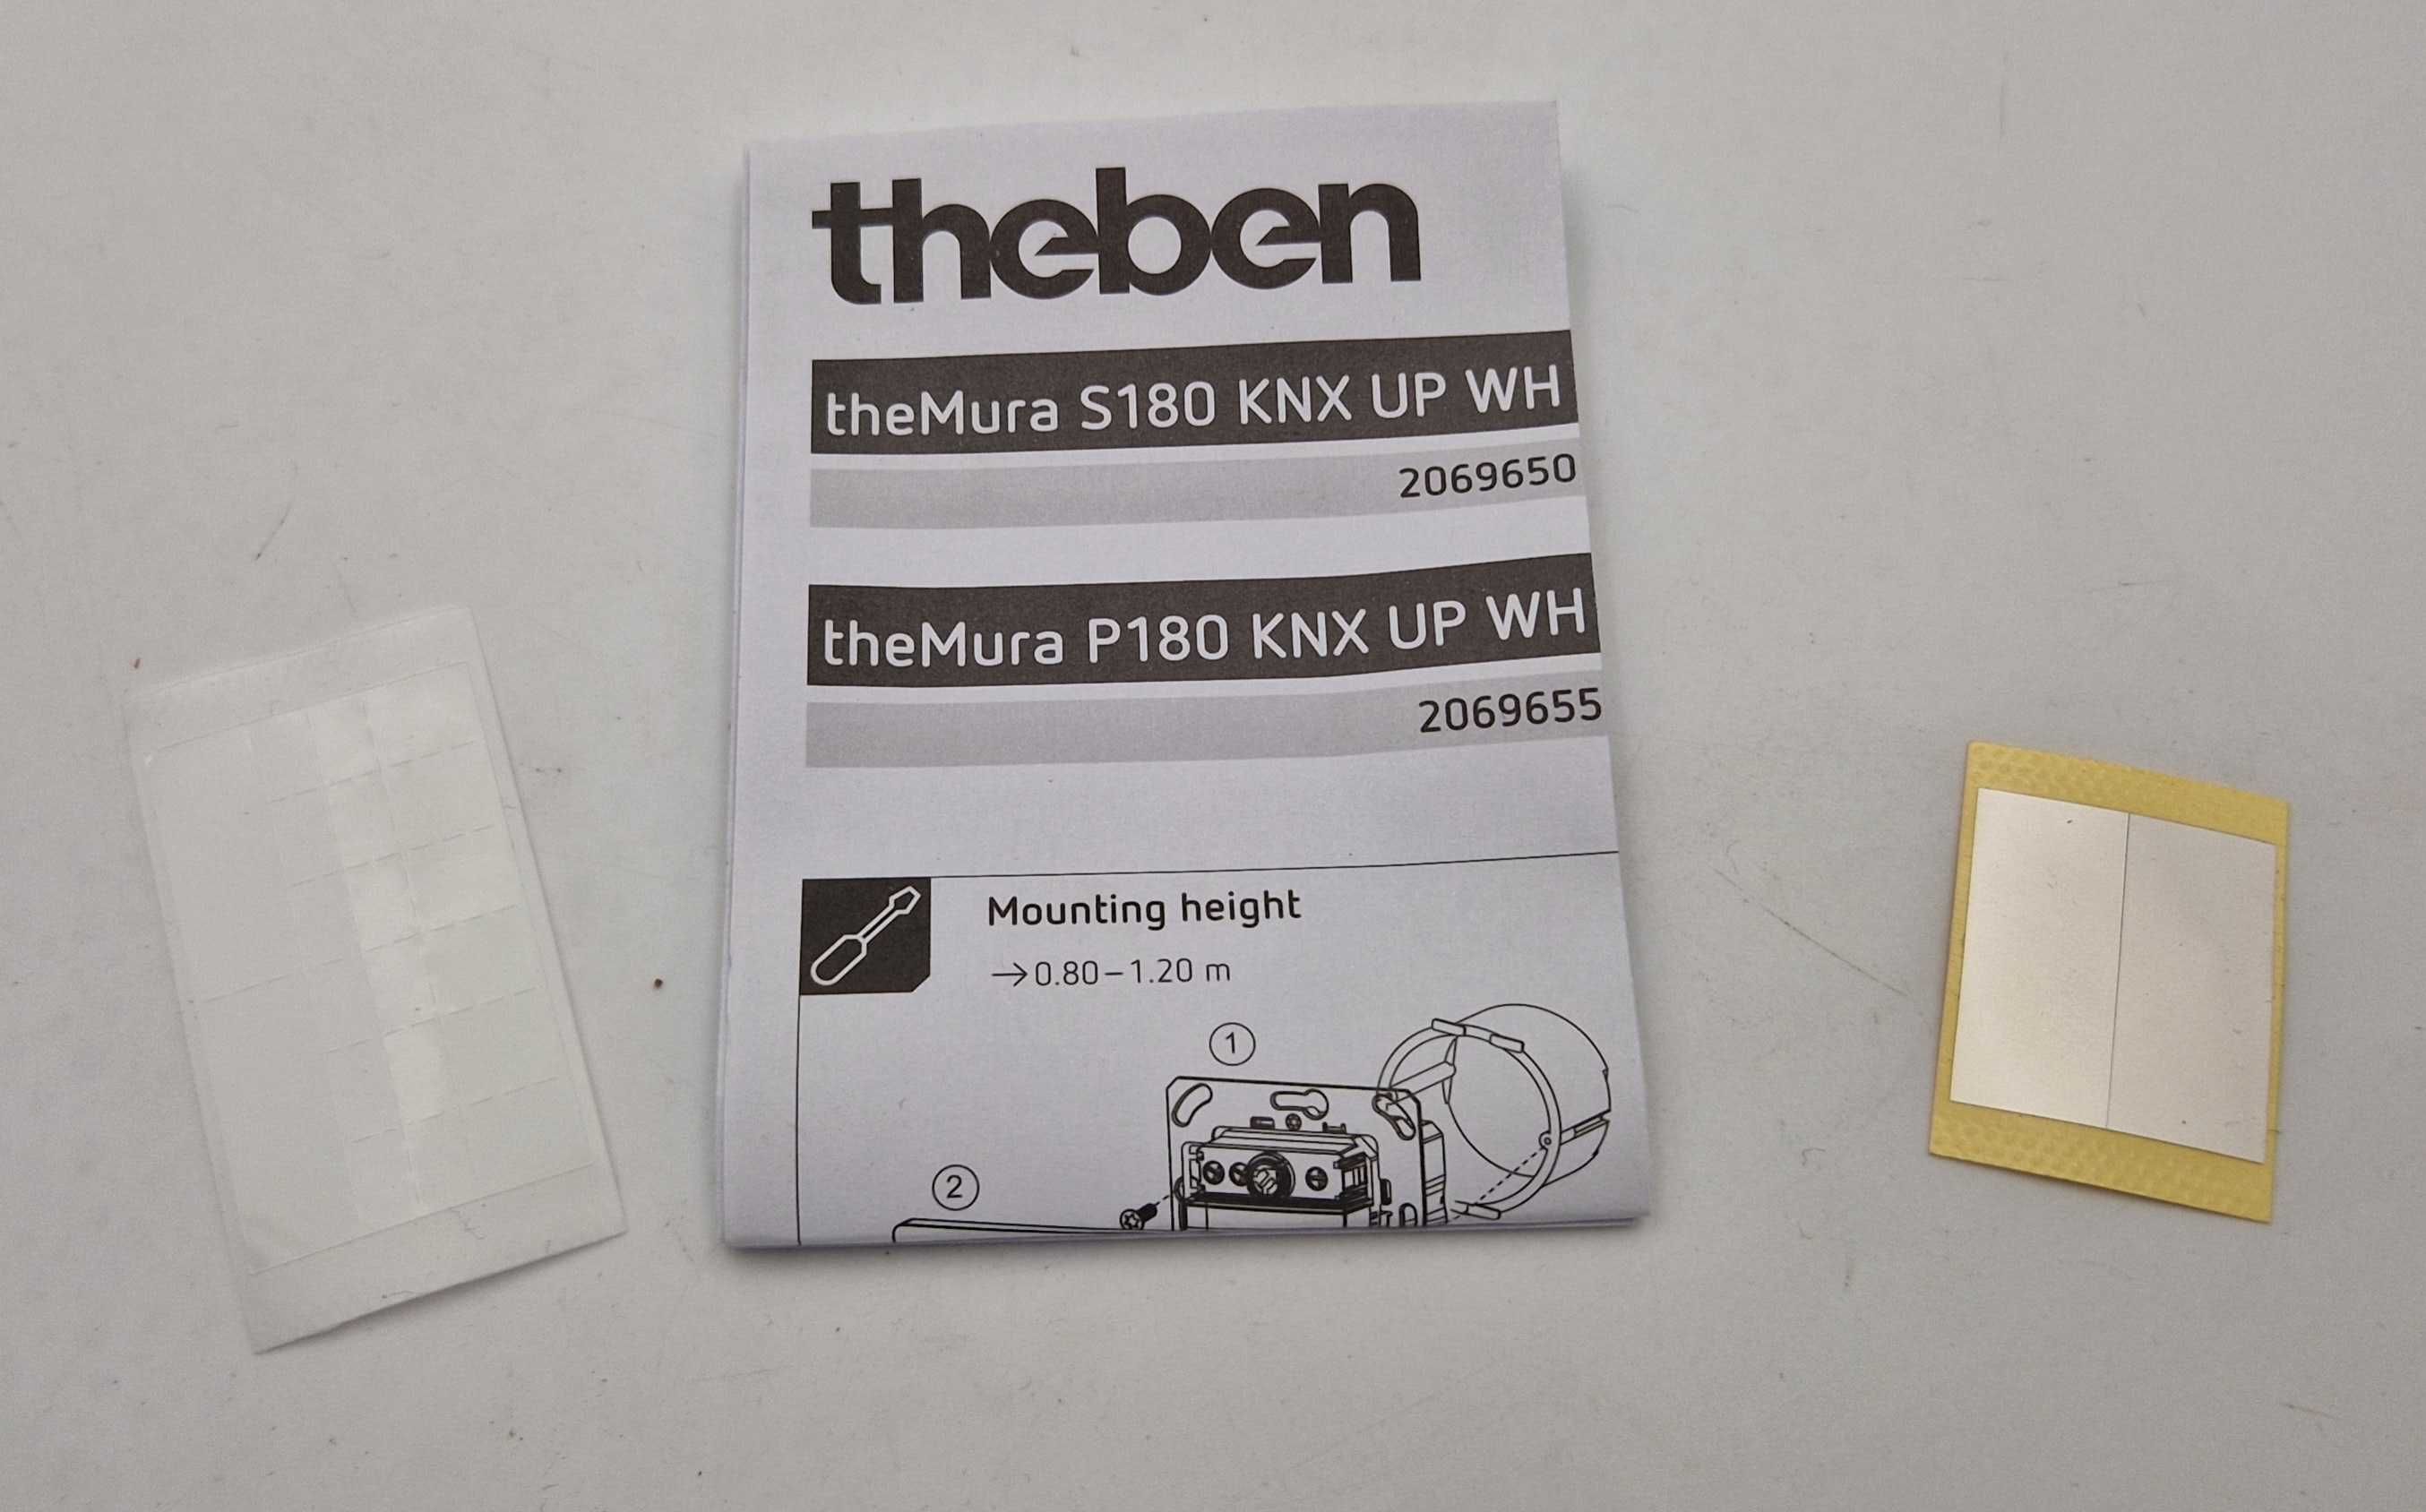 theben
theMura S180 KNX UP WH
2069650
theMura P180 KNX UP WH
2069655
Mounting height
→0.80–1.20 m
1
2